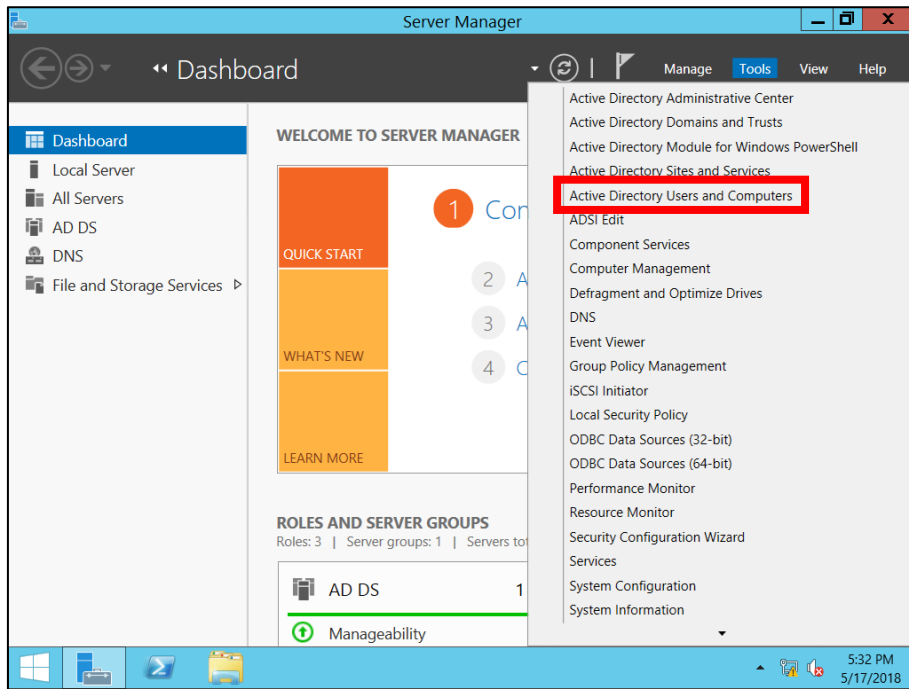 Server Manager
Dashboard
Manage
Tools
View
Help
Dashboard
Local Server
All Servers
AD DS
DNS
File and Storage Services
WELCOME TO SERVER MANAGER
QUICK START
WHAT'S NEW
LEARN MORE
1
2 A
3 A
4 C
ROLES AND SERVER GROUPS
Roles: 3 | Server groups: 1 | Servers
AD DS 1
Manageability
Active Directory Administrative Center
Active Directory Domains and Trusts
Active Directory Module for Windows PowerShell
Active Directory Sites and Services
Active Directory Users and Computers
ADSI Edit
Component Services
Computer Management
Defragment and Optimize Drives
DNS
Event Viewer
Group Policy Management
iSCSI Initiator
Local Security Policy
ODBC Data Sources (32-bit)
ODBC Data Sources (64-bit)
Performance Monitor
Resource Monitor
Security Configuration Wizard
Services
System Configuration
System Information
5:32 PM
5/17/2018